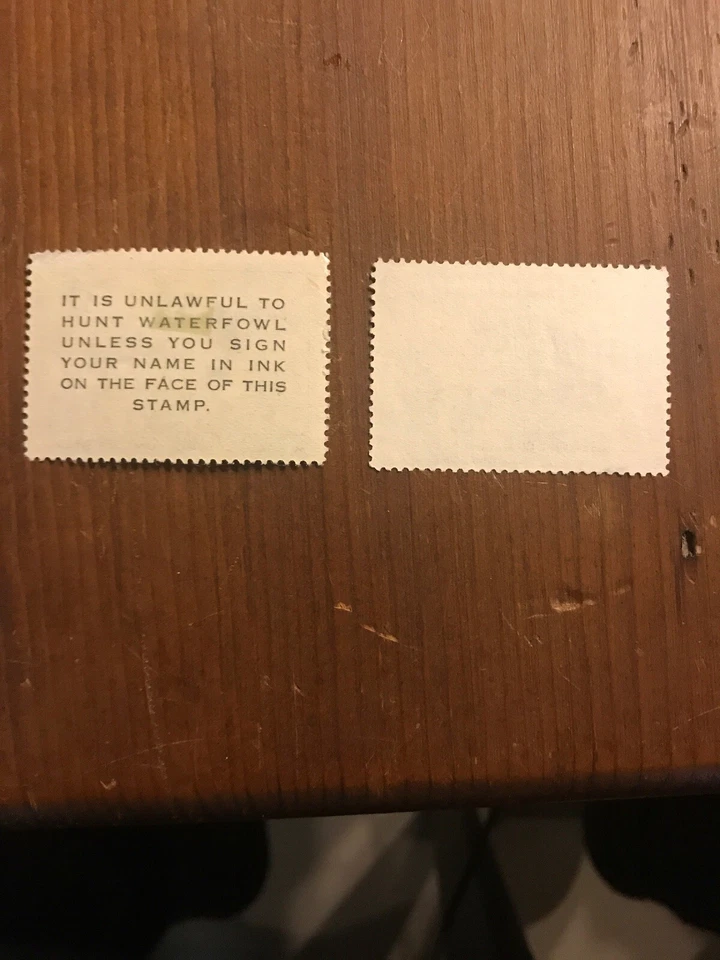 IT IS UNLAWFUL TO
HUNT WATERFOWL
UNLESS YOU SIGN
YOUR NAME IN INK
ON THE FACE OF THIS
STAMP.